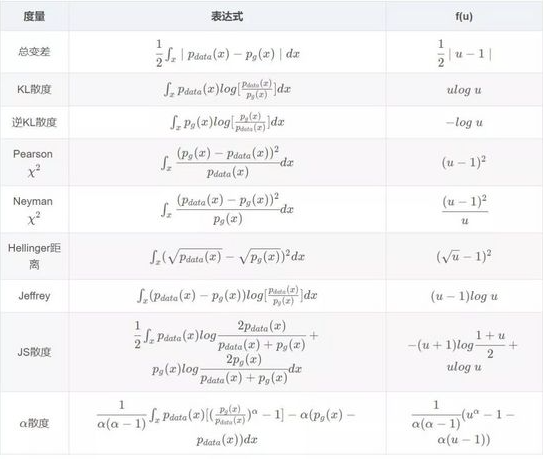 度量 表达式 f(u)
总变差 $\frac{1}{2}\int_x \mid p_{data}(x) - p_g(x) \mid dx$ $\frac{1}{2} \mid u - 1 \mid$
KL散度 $\int_x p_{data}(x)log[\frac{p_{data}(x)}{p_g(x)}]dx$ $ulog\ u$
逆KL散度 $\int_x p_g(x)log[\frac{p_g(x)}{p_{data}(x)}]dx$ $-log\ u$
Pearson
$\chi^2$ $\int_x \frac{(p_g(x) - p_{data}(x))^2}{p_{data}(x)}dx$ $(u - 1)^2$
Neyman
$\chi^2$ $\int_x \frac{(p_{data}(x) - p_g(x))^2}{p_g(x)}dx$ $\frac{(u - 1)^2}{u}$
Hellinger距
离 $\int_x (\sqrt{p_{data}(x)} - \sqrt{p_g(x)})^2 dx$ $(\sqrt{u} - 1)^2$
Jeffrey $\int_x (p_{data}(x) - p_g(x))log[\frac{p_{data}(x)}{p_g(x)}]dx$ $(u - 1)log\ u$
JS散度 $\frac{1}{2}\int_x p_{data}(x)log\frac{2p_{data}(x)}{p_{data}(x) + p_g(x)} +$
$p_g(x)log\frac{2p_g(x)}{p_{data}(x) + p_g(x)}dx$ $-(u + 1)log\frac{1 + u}{2} +$
$ulog\ u$
α散度 $\frac{1}{\alpha(\alpha - 1)}\int_x p_{data}(x)[(\frac{p_g(x)}{p_{data}(x)})^\alpha - 1] - \alpha(p_g(x) -$
$p_{data}(x))dx$ $\frac{1}{\alpha(\alpha - 1)}(u^\alpha - 1 -$
$\alpha(u - 1))$